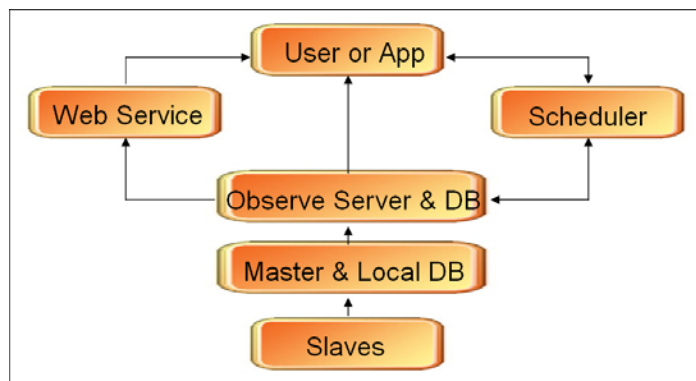 User or App
Web Service
Scheduler
Observe Server & DB
Master & Local DB
Slaves